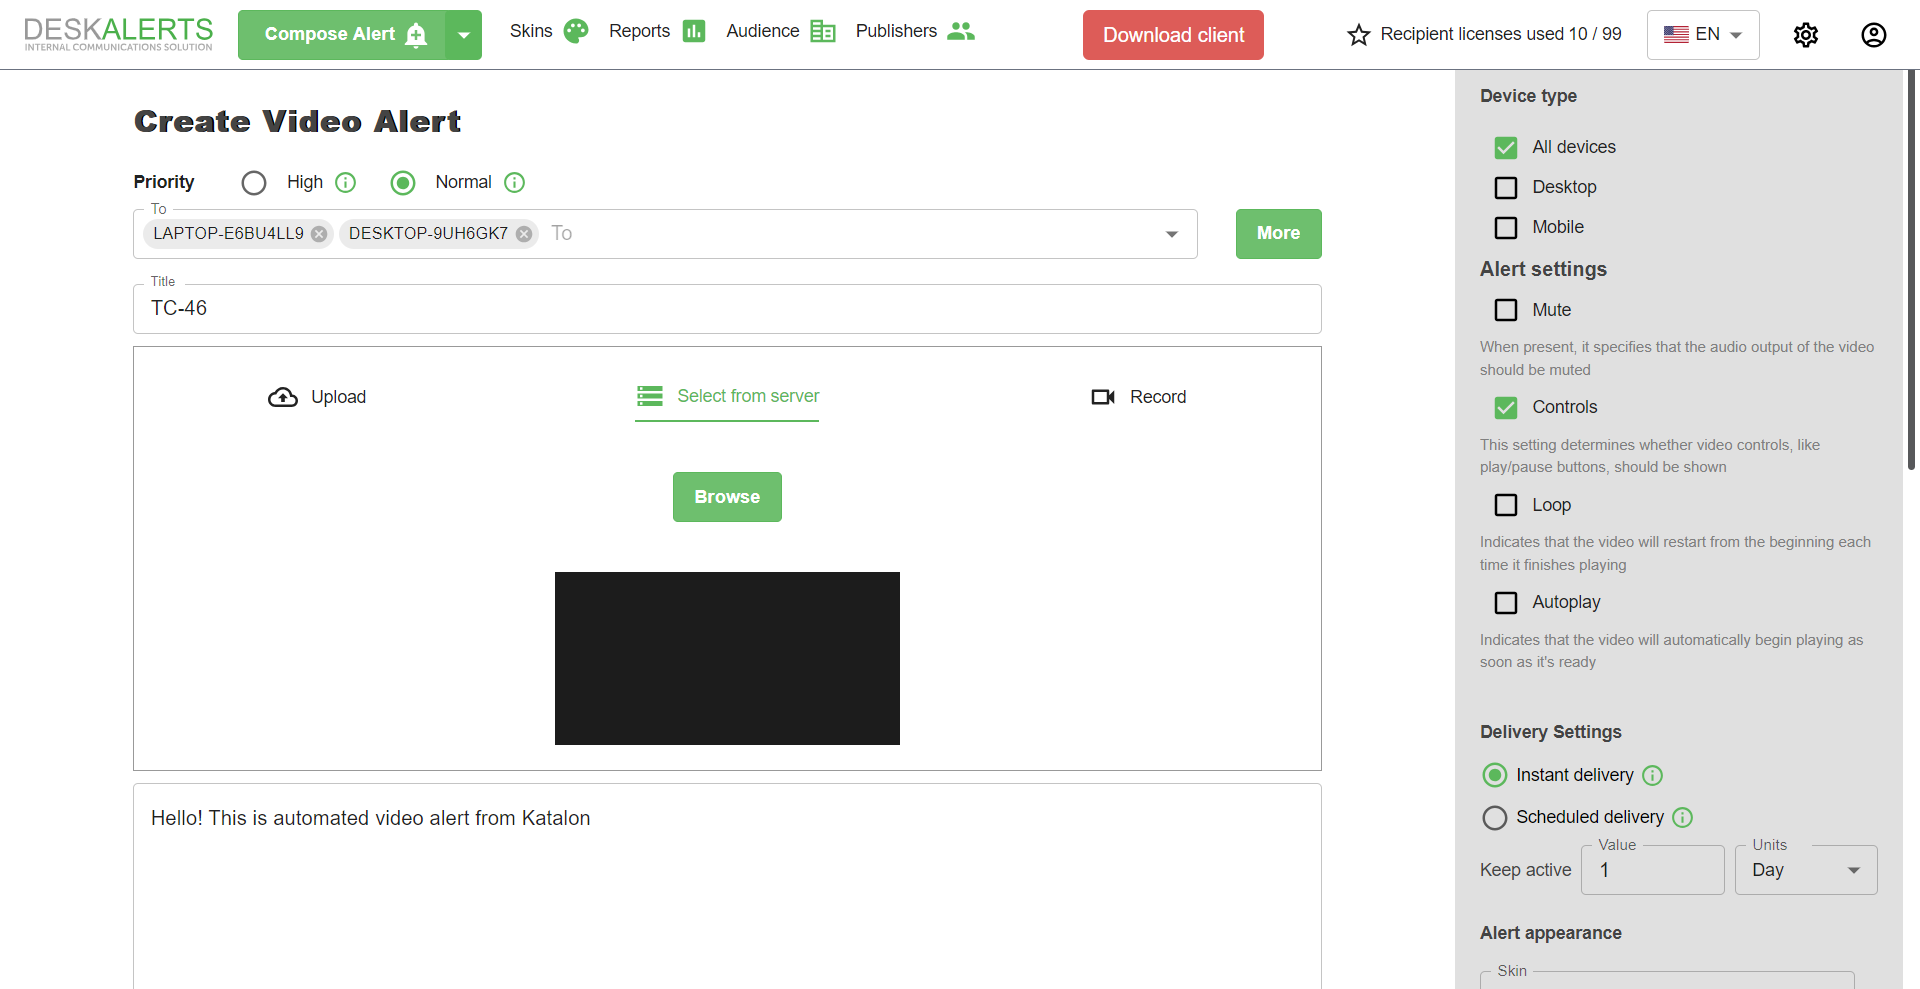 DESKALERTS
INTERNAL COMMUNICATIONS SOLUTION
Compose Alert
Skins
Reports
Audience
Publishers
Download client
Recipient licenses used 10 / 99
EN
Create Video Alert
Priority
High
Normal
To
LAPTOP-E6BU4LL9
DESKTOP-9UH6GK7
To
More
Title
TC-46
Upload
Select from server
Record
Browse
Hello! This is automated video alert from Katalon
Device type
All devices
Desktop
Mobile
Alert settings
Mute
When present, it specifies that the audio output of the video
should be muted
Controls
This setting determines whether video controls, like
play/pause buttons, should be shown
Loop
Indicates that the video will restart from the beginning each
time it finishes playing
Autoplay
Indicates that the video will automatically begin playing as
soon as it's ready
Delivery Settings
Instant delivery
Scheduled delivery
Keep active
Value
1
Units
Day
Alert appearance
Skin